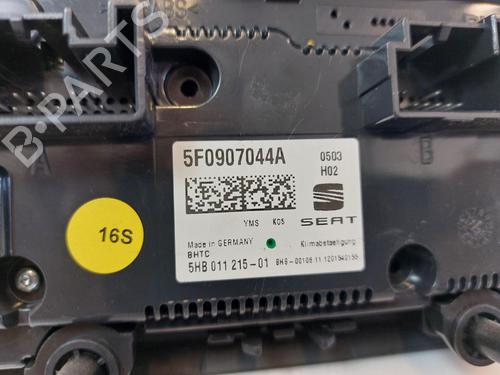 5F0907044A 0503
H02
YMS K05
SEAT
Made in GERMANY Klimabetaetigung
BHTC
5HB 011 215-01
16S
A
B
B-PARTS